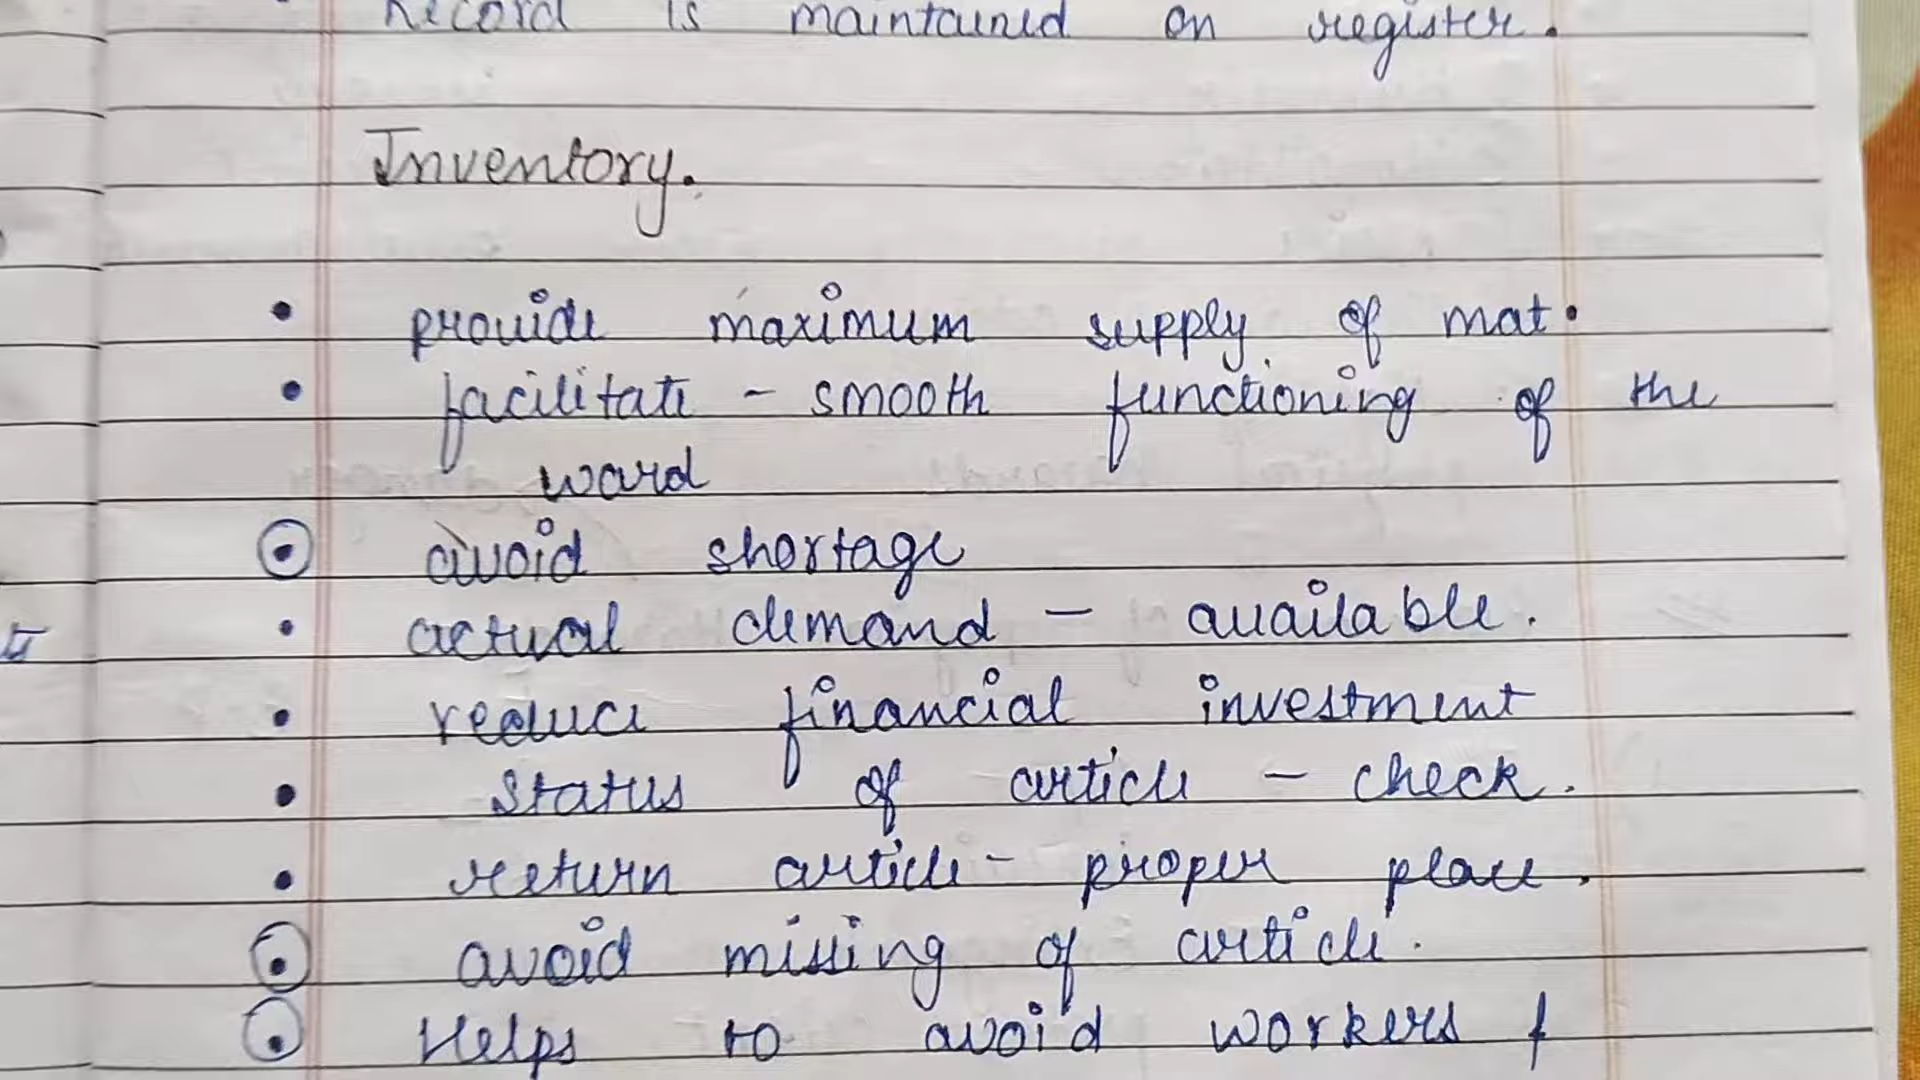 Record is maintained on register.
Inventory.
• provide maximum supply of mat.
• facilitate - smooth functioning of the
ward
• avoid shortage
• actual demand - available.
• reduce financial investment
• status of article - check.
• return article - proper place.
• avoid missing of article.
• Helps to avoid workers